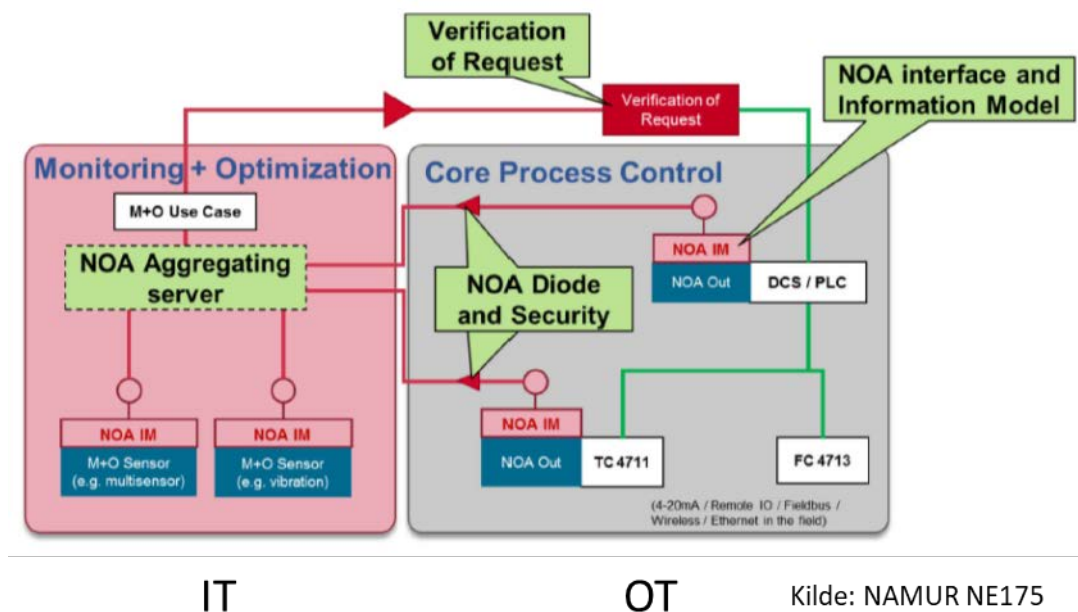 Verification
of Request
Verification of
Request
NOA interface and
Information Model
Monitoring + Optimization
Core Process Control
M+O Use Case
NOA Aggregating
server
NOA Diode
and Security
NOA IM
NOA Out
DCS / PLC
NOA IM
NOA Out
TC 4711
FC 4713
NOA IM
M+O Sensor
(e.g. multisensor)
NOA IM
M+O Sensor
(e.g. vibration)
(4-20mA / Remote IO / Fieldbus /
Wireless / Ethernet in the field)
IT
OT
Kilde: NAMUR NE175